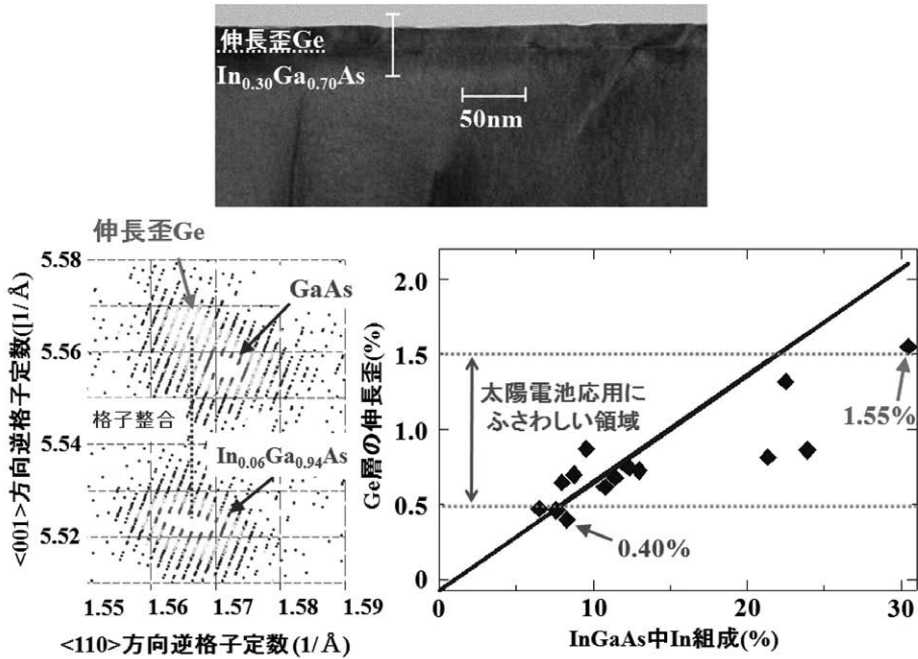 伸長歪Ge
In0.30Ga0.70As
50nm
伸長歪Ge
<001>方向逆格子定数([1/Å)
5.58
5.56
5.54
5.52
GaAs
格子整合
In0.06Ga0.94As
1.55 1.56 1.57 1.58 1.59
<110>方向逆格子定数(1/Å)
Ge層の伸長歪(%)
2.0
1.5
1.0
0.5
0
太陽電池応用に
ふさわしい領域
1.55%
0.40%
0 10 20 30
InGaAs中In組成(%)